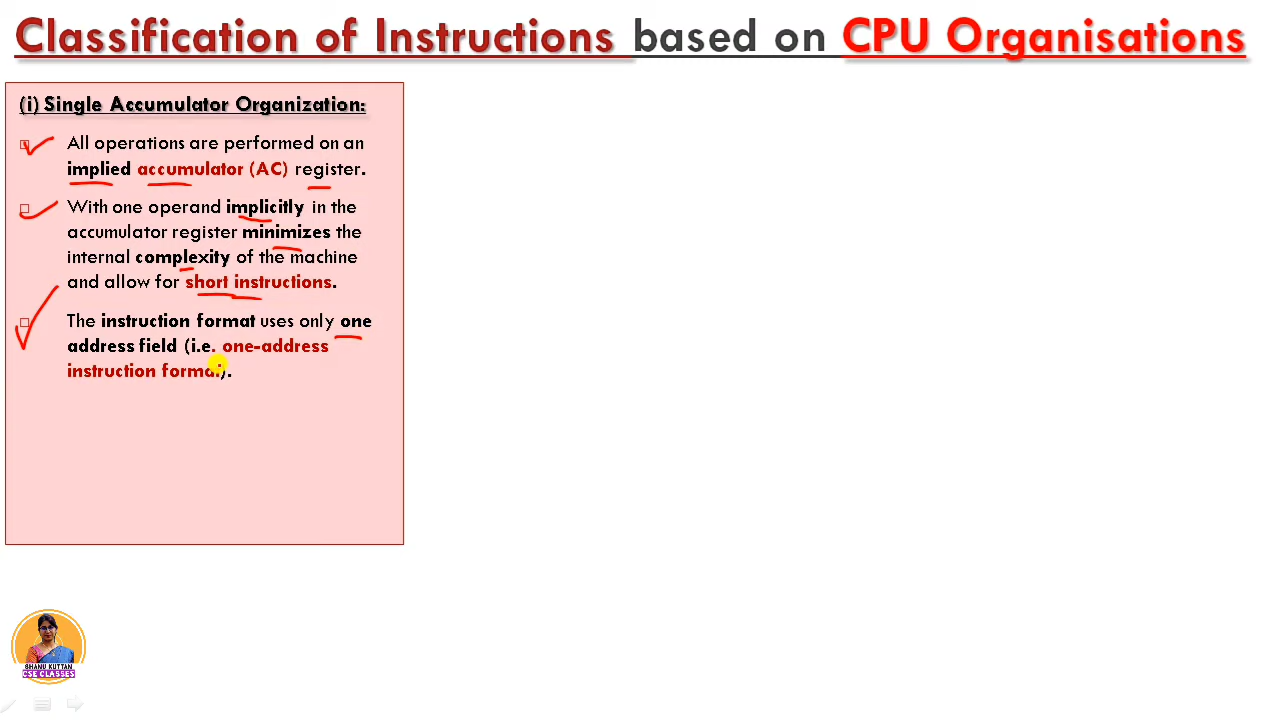 Classification of Instructions based on CPU Organisations
(i) Single Accumulator Organization:
All operations are performed on an
implied accumulator (AC) register.
With one operand implicitly in the
accumulator register minimizes the
internal complexity of the machine
and allow for short instructions.
The instruction format uses only one
address field (i.e. one-address
instruction format).
SHANU KUTTAN
CSE CLASSES